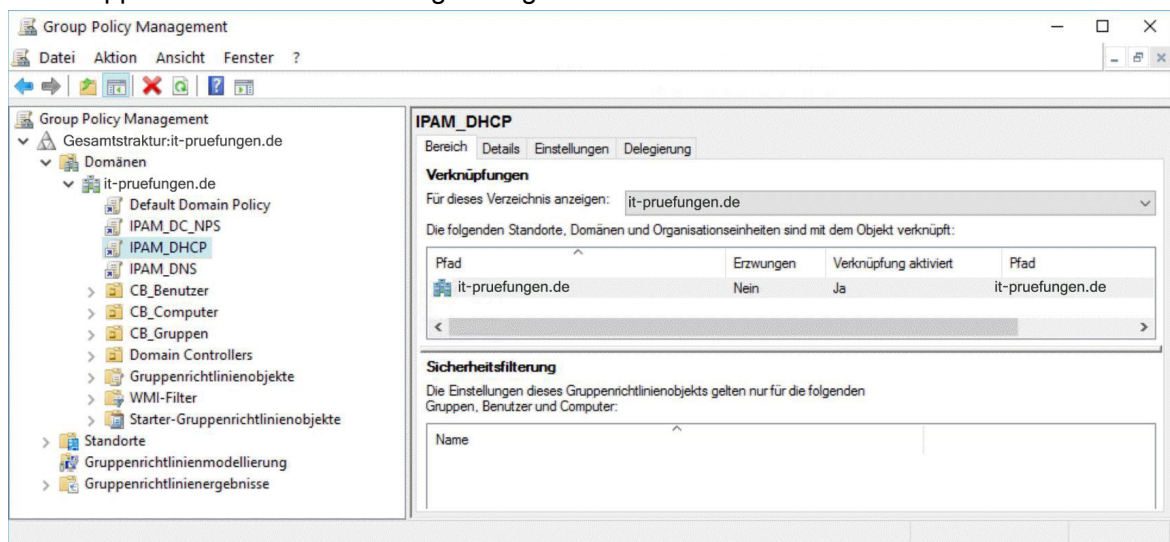 Group Policy Management
Datei Aktion Ansicht Fenster ?
Group Policy Management
Gesamtstraktur:it-pruefungen.de
Domänen
it-pruefungen.de
Default Domain Policy
IPAM_DC_NPS
IPAM_DHCP
IPAM_DNS
CB_Benutzer
CB_Computer
CB_Gruppen
Domain Controllers
Gruppenrichtlinienobjekte
WMI-Filter
Starter-Gruppenrichtlinienobjekte
Standorte
Gruppenrichtlinienmodellierung
Gruppenrichtlinienergebnisse
IPAM_DHCP
Bereich Details Einstellungen Delegierung
Verknüpfungen
Für dieses Verzeichnis anzeigen: it-pruefungen.de
Die folgenden Standorte, Domänen und Organisationseinheiten sind mit dem Objekt verknüpft:
Pfad Erzwungen Verknüpfung aktiviert Pfad
it-pruefungen.de Nein Ja it-pruefungen.de
Sicherheitsfilterung
Die Einstellungen dieses Gruppenrichtlinienobjekts gelten nur für die folgenden
Gruppen, Benutzer und Computer:
Name